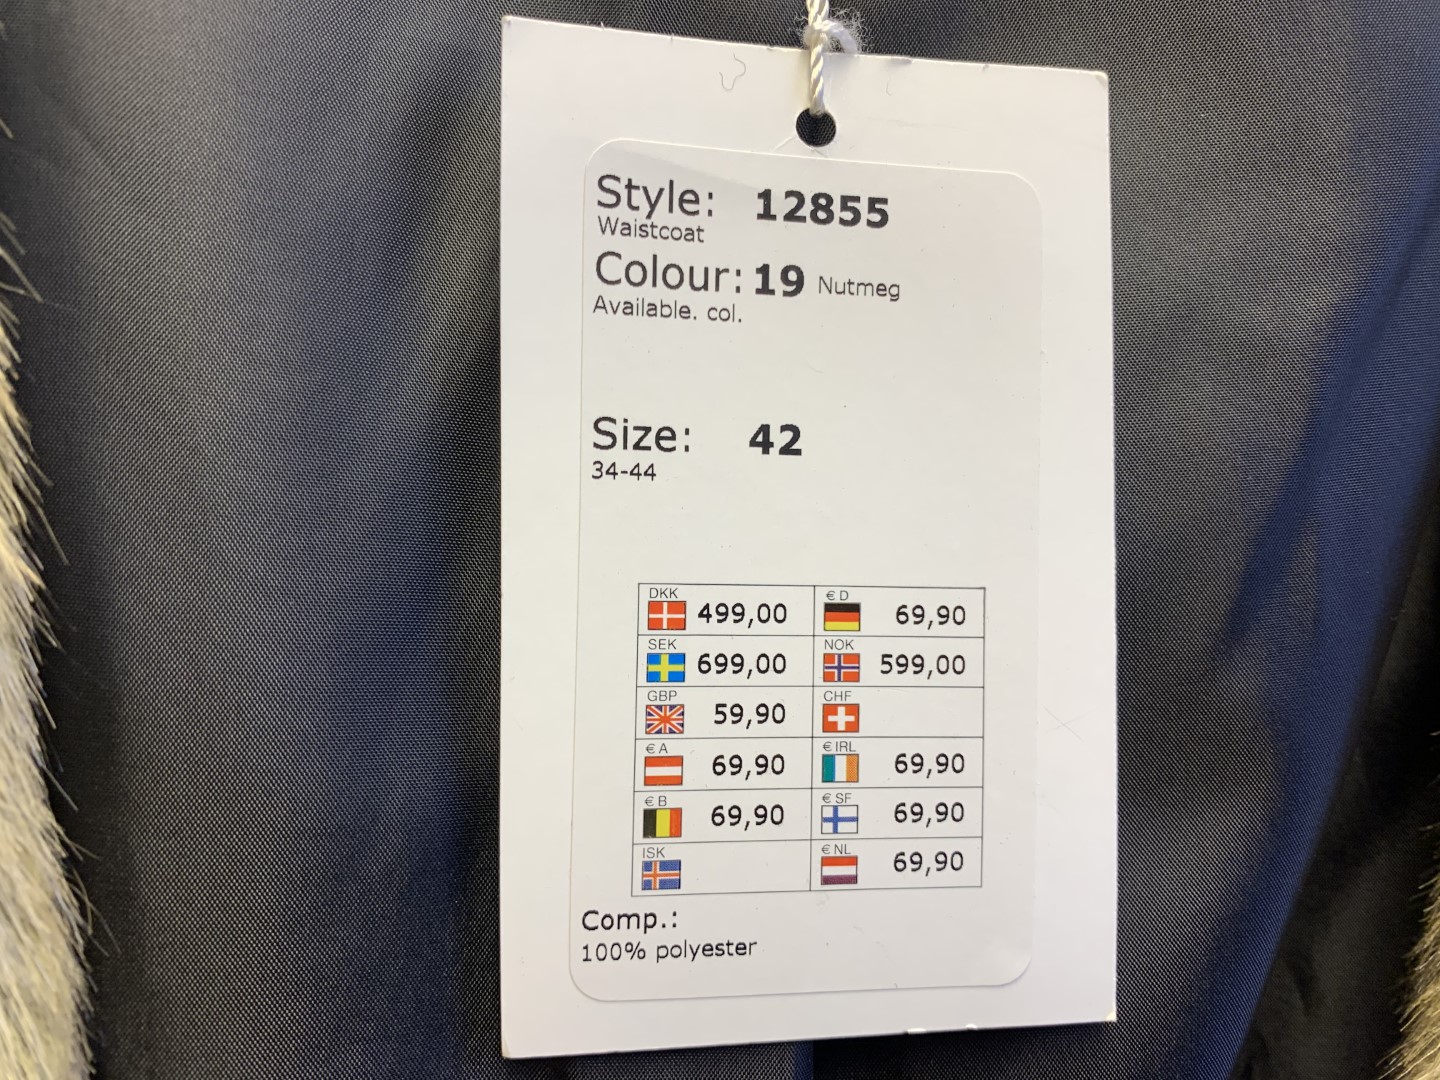 Style: 12855
Waistcoat
Colour: 19 Nutmeg
Available. col.
Size: 42
34-44
DKK 499,00 € D 69,90
SEK 699,00 NOK 599,00
GBP 59,90 CHF
€ A 69,90 € IRL 69,90
€ B 69,90 € SF 69,90
ISK € NL 69,90
Comp.:
100% polyester